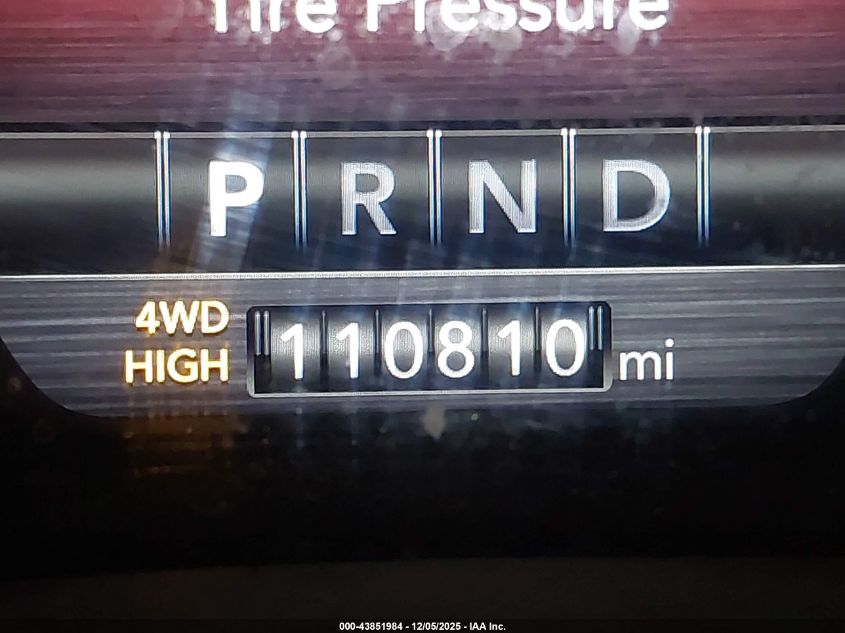 Tire Pressure
P R N D
4WD
HIGH
110810 mi
000-43851984 - 12/05/2025 - IAA Inc.